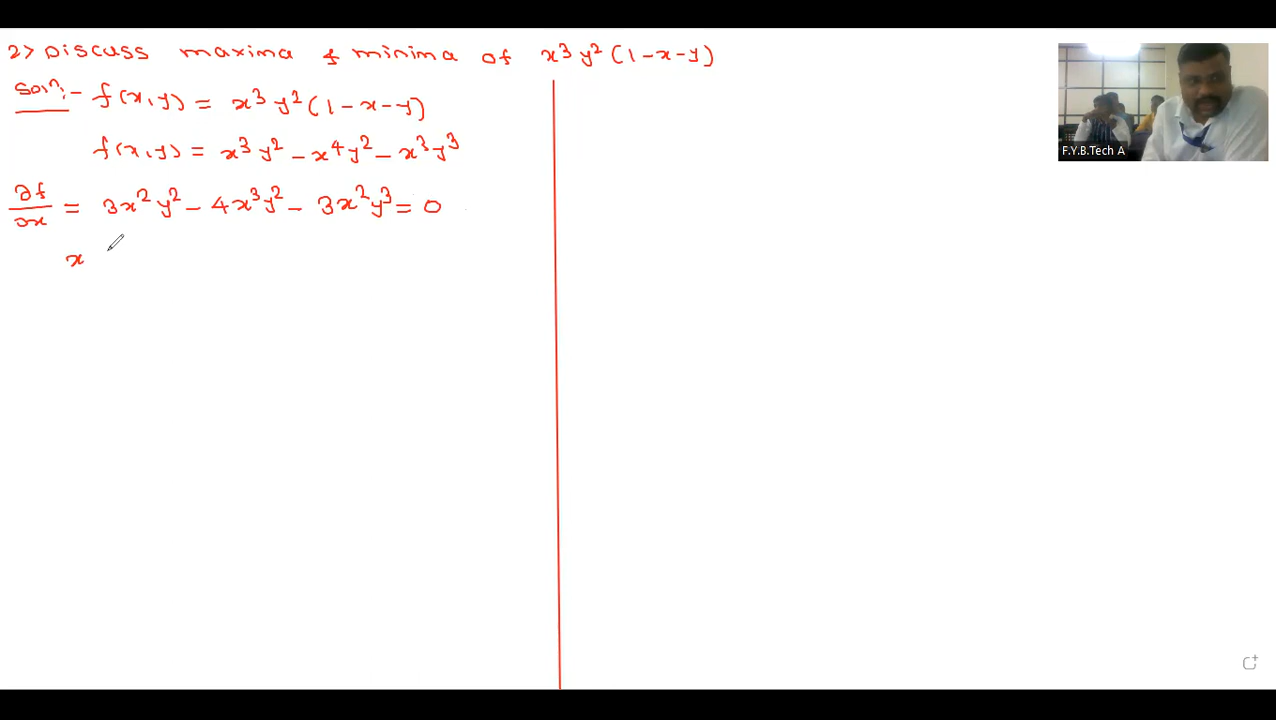 2> Discuss maxima & minima of x³y²(1-x-y)
Solⁿ:- f(x,y) = x³y²(1-x-y)
f(x,y) = x³y² - x⁴y² - x³y³
∂f/∂x = 3x²y² - 4x³y² - 3x²y³ = 0
x
F.Y.B.Tech A